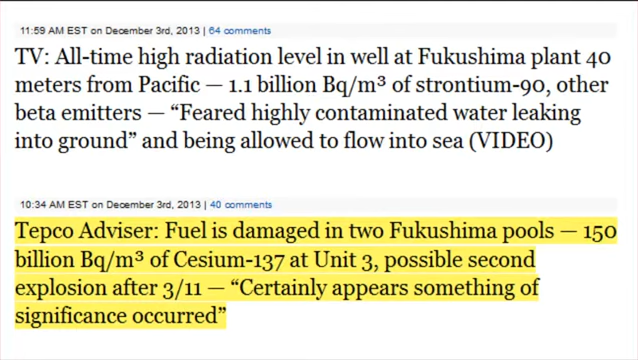 11:59 AM EST on December 3rd, 2013 | 64 comments
TV: All-time high radiation level in well at Fukushima plant 40
meters from Pacific — 1.1 billion Bq/m³ of strontium-90, other
beta emitters — “Feared highly contaminated water leaking
into ground” and being allowed to flow into sea (VIDEO)
10:34 AM EST on December 3rd, 2013 | 40 comments
Tepco Adviser: Fuel is damaged in two Fukushima pools — 150
billion Bq/m³ of Cesium-137 at Unit 3, possible second
explosion after 3/11 — “Certainly appears something of
significance occurred”